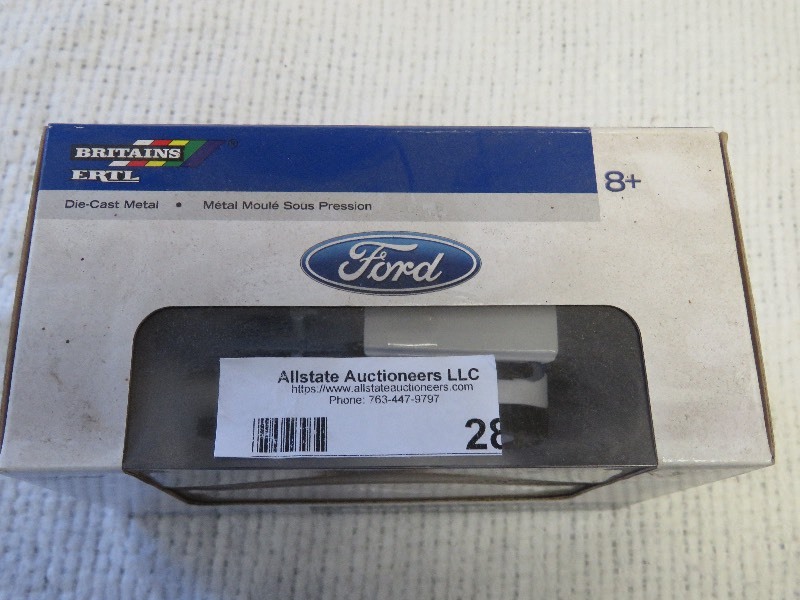 BRITAINS
ERTL
8+
Die-Cast Metal • Métal Moulé Sous Pression
Ford
Allstate Auctioneers LLC
https://www.allstateauctioneers.com
Phone: 763-447-9797
28